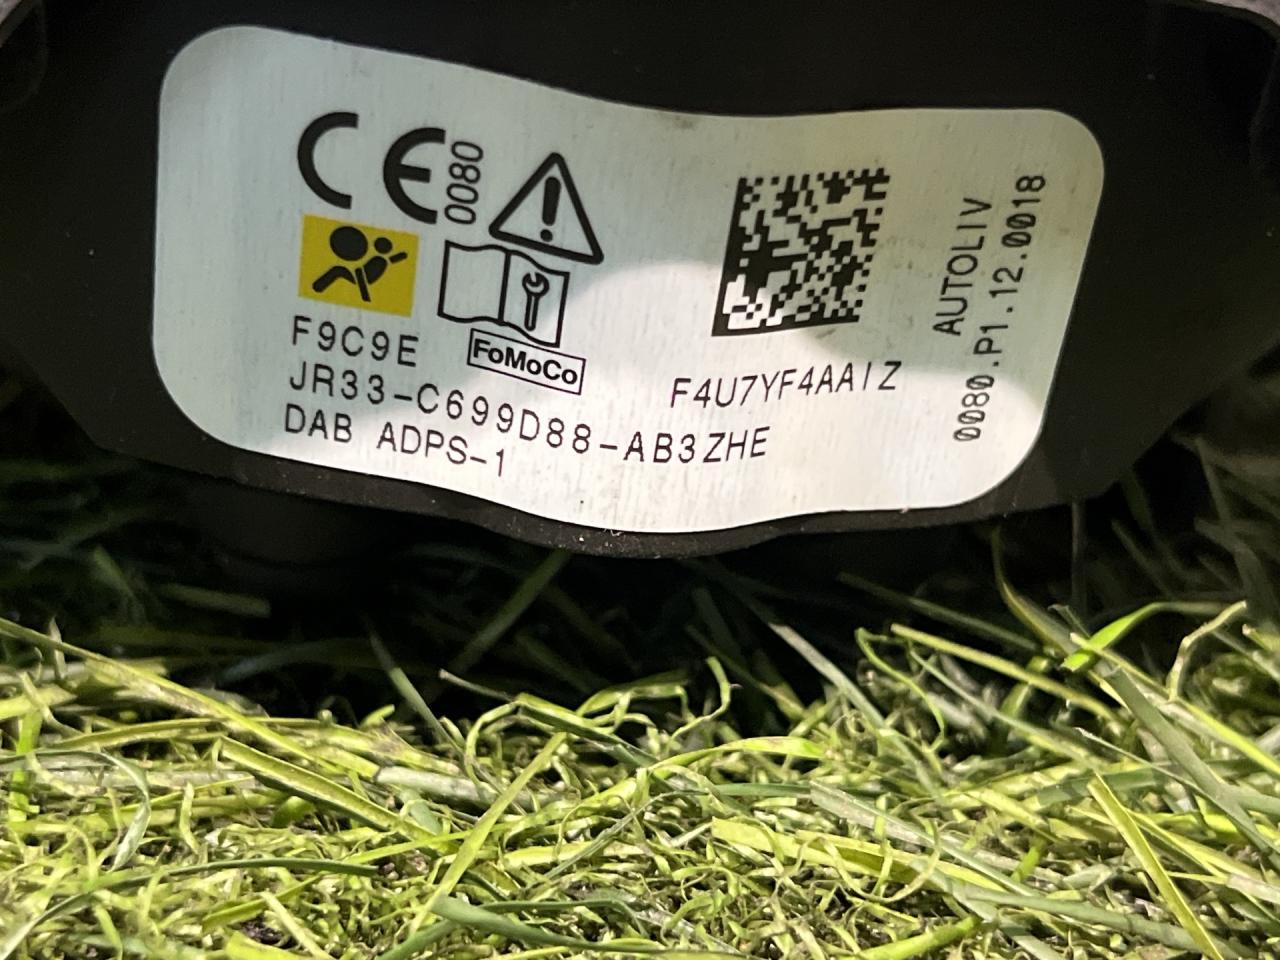 CE 0080
F9C9E
FoMoCo
JR33-C699D88-AB3ZHE
DAB ADPS-1
F4U7YF4AAIZ
AUTOLIV
0080.P1.12.0018